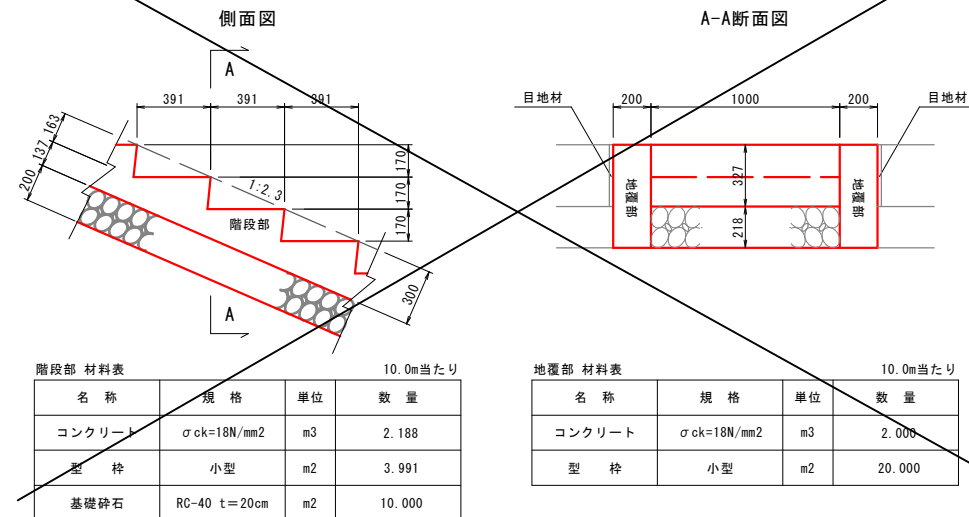 側面図
A-A断面図
A
391
391
391
163
137
200
170
170
170
1:2.3
階段部
300
A
目地材
200
1000
200
目地材
地覆部
327
地覆部
218
階段部 材料表
10.0m当たり
名 称 規 格 単位 数 量
コンクリート σck=18N/mm2 m3 2.188
型 枠 小型 m2 3.991
基礎砕石 RC-40 t=20cm m2 10.000
地覆部 材料表
10.0m当たり
名 称 規 格 単位 数 量
コンクリート σck=18N/mm2 m3 2.000
型 枠 小型 m2 20.000